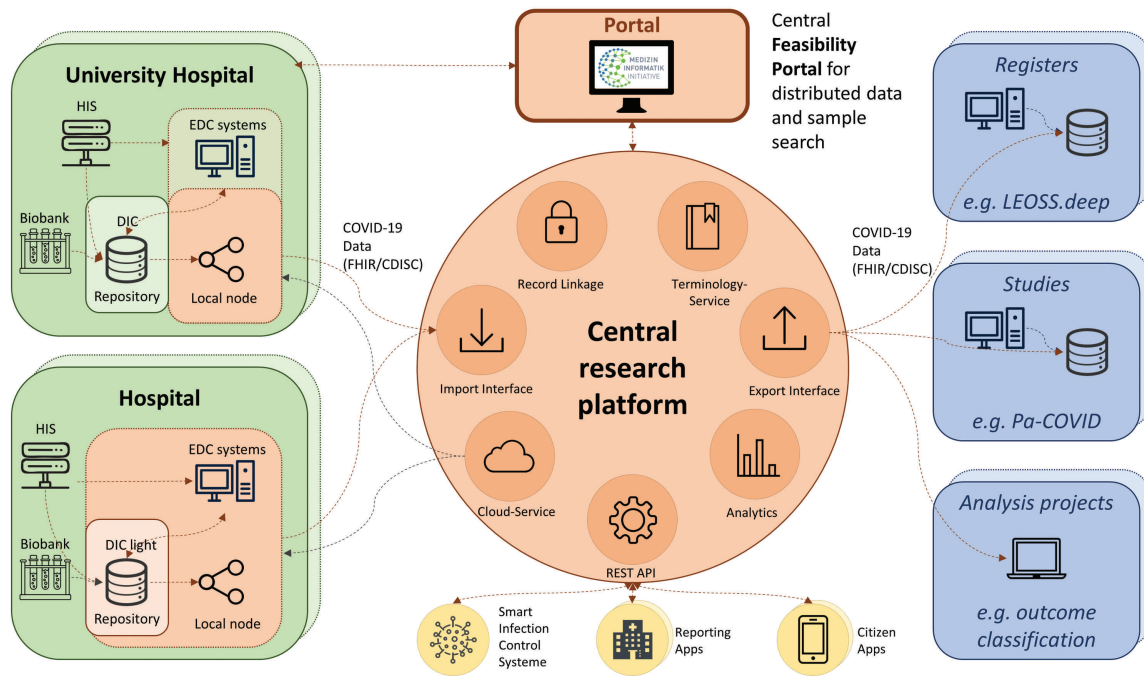 University Hospital
HIS
EDC systems
Biobank
DIC
Repository
Local node
Hospital
HIS
EDC systems
Biobank
DIC light
Repository
Local node
COVID-19
Data
(FHIR/CDISC)
Portal
MEDIZIN
INFORMATIK
INITIATIVE
Central
Feasibility
Portal for
distributed data
and sample
search
Record Linkage
Terminology-
Service
Import Interface
Central
research
platform
Export Interface
Cloud-Service
Analytics
REST API
Smart
Infection
Control
Systeme
Reporting
Apps
Citizen
Apps
COVID-19
Data
(FHIR/CDISC)
Registers
e.g. LEOSS.deep
Studies
e.g. Pa-COVID
Analysis projects
e.g. outcome
classification